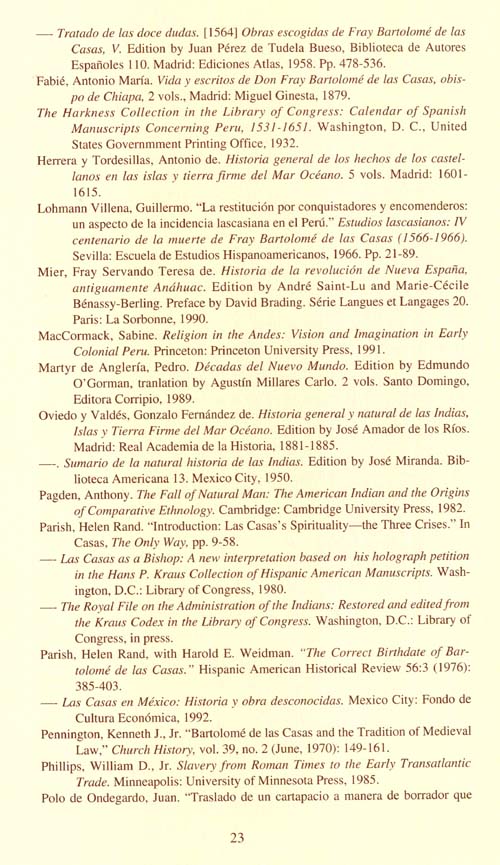 — Tratado de las doce dudas. [1564] Obras escogidas de Fray Bartolomé de las
Casas, V. Edition by Juan Pérez de Tudela Bueso, Biblioteca de Autores
Españoles 110. Madrid: Ediciones Atlas, 1958. Pp. 478-536.
Fabié, Antonio María. Vida y escritos de Don Fray Bartolomé de las Casas, obis-
po de Chiapa, 2 vols., Madrid: Miguel Ginesta, 1879.
The Harkness Collection in the Library of Congress: Calendar of Spanish
Manuscripts Concerning Peru, 1531-1651. Washington, D. C., United
States Governmment Printing Office, 1932.
Herrera y Tordesillas, Antonio de. Historia general de los hechos de los castel-
lanos en las islas y tierra firme del Mar Océano. 5 vols. Madrid: 1601-
1615.
Lohmann Villena, Guillermo. “La restitución por conquistadores y encomenderos:
un aspecto de la incidencia lascasiana en el Perú.” Estudios lascasianos: IV
centenario de la muerte de Fray Bartolomé de las Casas (1566-1966).
Sevilla: Escuela de Estudios Hispanoamericanos, 1966. Pp. 21-89.
Mier, Fray Servando Teresa de. Historia de la revolución de Nueva España,
antiguamente Anáhuac. Edition by André Saint-Lu and Marie-Cécile
Bénassy-Berling. Preface by David Brading. Série Langues et Langages 20.
Paris: La Sorbonne, 1990.
MacCormack, Sabine. Religion in the Andes: Vision and Imagination in Early
Colonial Peru. Princeton: Princeton University Press, 1991.
Martyr de Anglería, Pedro. Décadas del Nuevo Mundo. Edition by Edmundo
O’Gorman, tranlation by Agustín Millares Carlo. 2 vols. Santo Domingo,
Editora Corripio, 1989.
Oviedo y Valdés, Gonzalo Fernández de. Historia general y natural de las Indias,
Islas y Tierra Firme del Mar Océano. Edition by José Amador de los Ríos.
Madrid: Real Academia de la Historia, 1881-1885.
—. Sumario de la natural historia de las Indias. Edition by José Miranda. Bib-
lioteca Americana 13. Mexico City, 1950.
Pagden, Anthony. The Fall of Natural Man: The American Indian and the Origins
of Comparative Ethnology. Cambridge: Cambridge University Press, 1982.
Parish, Helen Rand. “Introduction: Las Casas’s Spirituality—the Three Crises.” In
Casas, The Only Way, pp. 9-58.
— Las Casas as a Bishop: A new interpretation based on his holograph petition
in the Hans P. Kraus Collection of Hispanic American Manuscripts. Wash-
ington, D.C.: Library of Congress, 1980.
— The Royal File on the Administration of the Indians: Restored and edited from
the Kraus Codex in the Library of Congress. Washington, D.C.: Library of
Congress, in press.
Parish, Helen Rand, with Harold E. Weidman. “The Correct Birthdate of Bar-
tolomé de las Casas.” Hispanic American Historical Review 56:3 (1976):
385-403.
— Las Casas en México: Historia y obra desconocidas. Mexico City: Fondo de
Cultura Económica, 1992.
Pennington, Kenneth J., Jr. “Bartolomé de las Casas and the Tradition of Medieval
Law,” Church History, vol. 39, no. 2 (June, 1970): 149-161.
Phillips, William D., Jr. Slavery from Roman Times to the Early Transatlantic
Trade. Minneapolis: University of Minnesota Press, 1985.
Polo de Ondegardo, Juan. “Traslado de un cartapacio a manera de borrador que
23